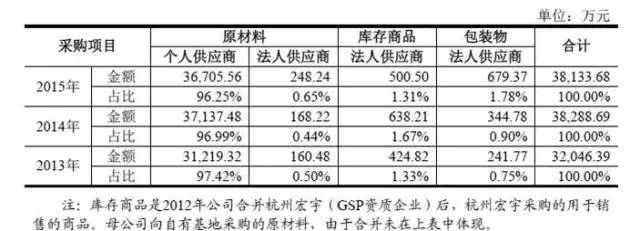 单位：万元
采购项目 原材料 库存商品 包装物 合计
个人供应商 法人供应商 法人供应商 法人供应商
2015年 金额 36,705.56 248.24 500.50 679.37 38,133.68
占比 96.25% 0.65% 1.31% 1.78% 100.00%
2014年 金额 37,137.48 168.22 638.21 344.78 38,288.69
占比 96.99% 0.44% 1.67% 0.90% 100.00%
2013年 金额 31,219.32 160.48 424.82 241.77 32,046.39
占比 97.42% 0.50% 1.33% 0.75% 100.00%
注：库存商品是2012年公司合并杭州宏宇（GSP资质企业）后，杭州宏宇采购的用于销
售的商品。母公司向自有基地采购的原材料，由于合并未在上表中体现。